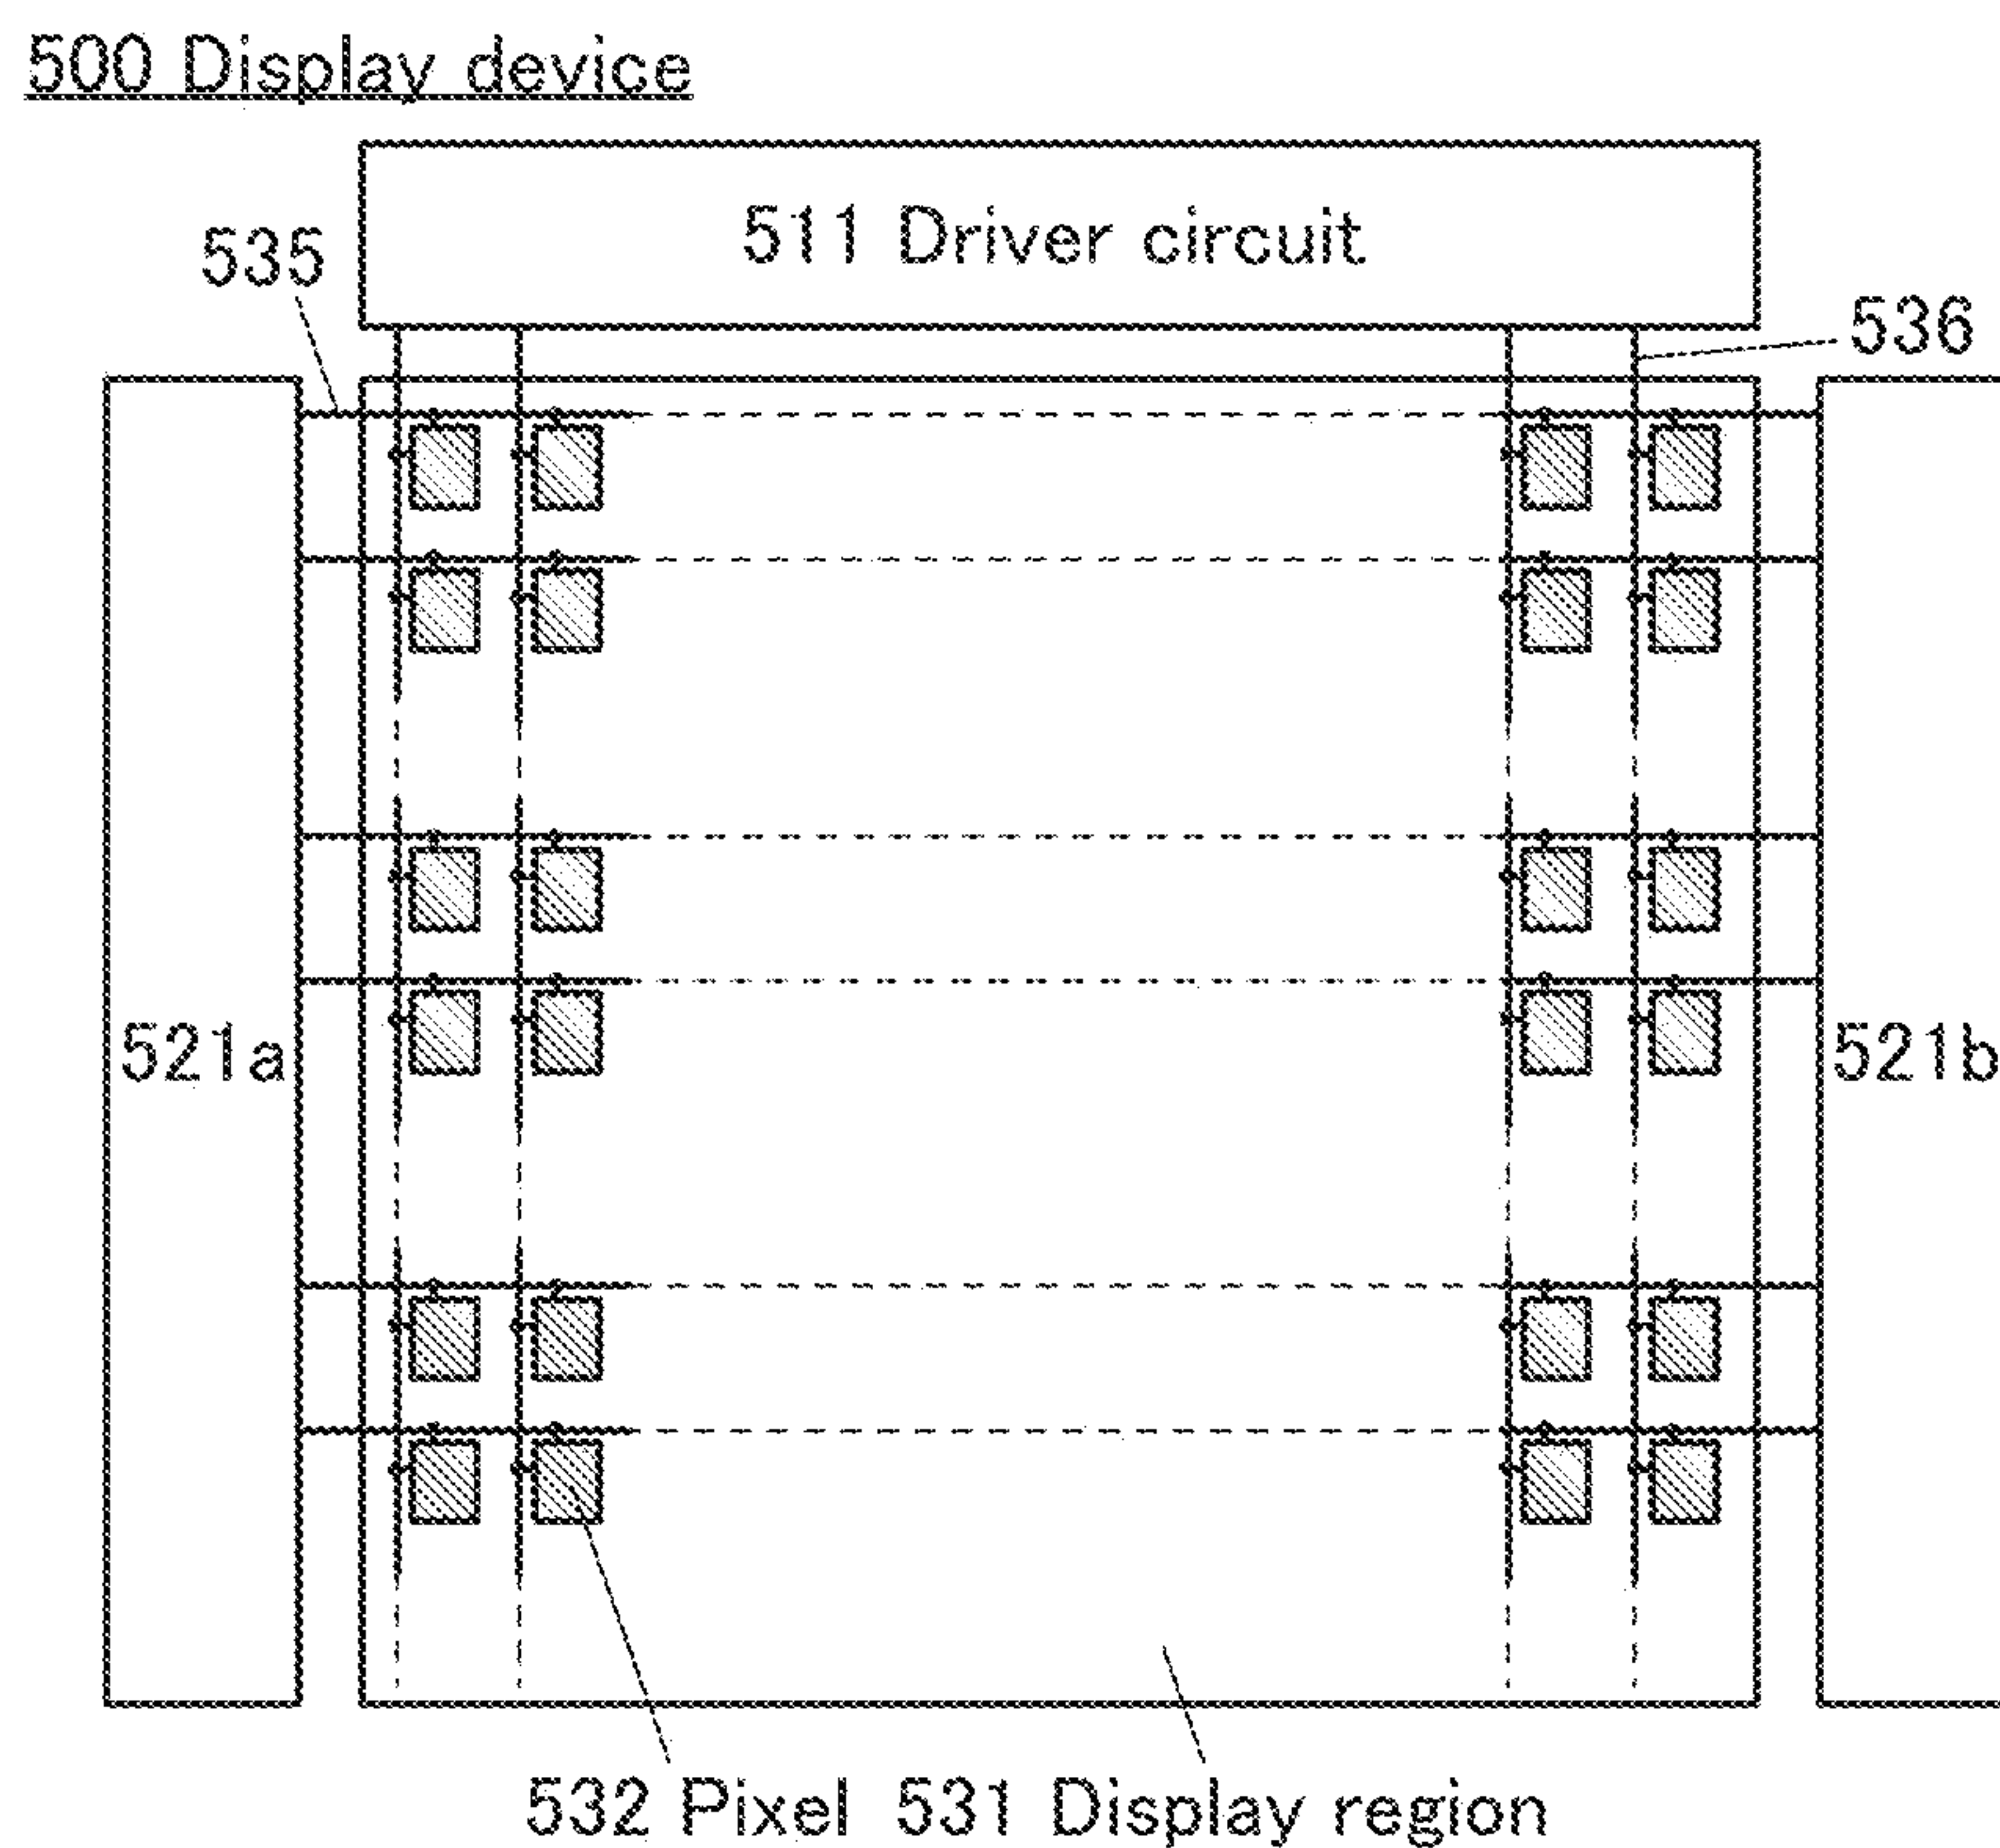 500 Display device
511 Driver circuit
535
536
521a
521b
532 Pixel
531 Display region